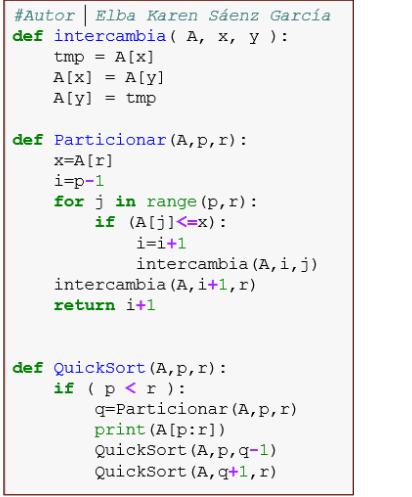 #Autor | Elba Karen Sáenz García
def intercambia( A, x, y ):
    tmp = A[x]
    A[x] = A[y]
    A[y] = tmp

def Particionar(A,p,r):
    x=A[r]
    i=p-1
    for j in range(p,r):
        if (A[j]<=x):
            i=i+1
            intercambia(A,i,j)
    intercambia(A,i+1,r)
    return i+1

def QuickSort(A,p,r):
    if ( p < r ):
        q=Particionar(A,p,r)
        print(A[p:r])
        QuickSort(A,p,q-1)
        QuickSort(A,q+1,r)